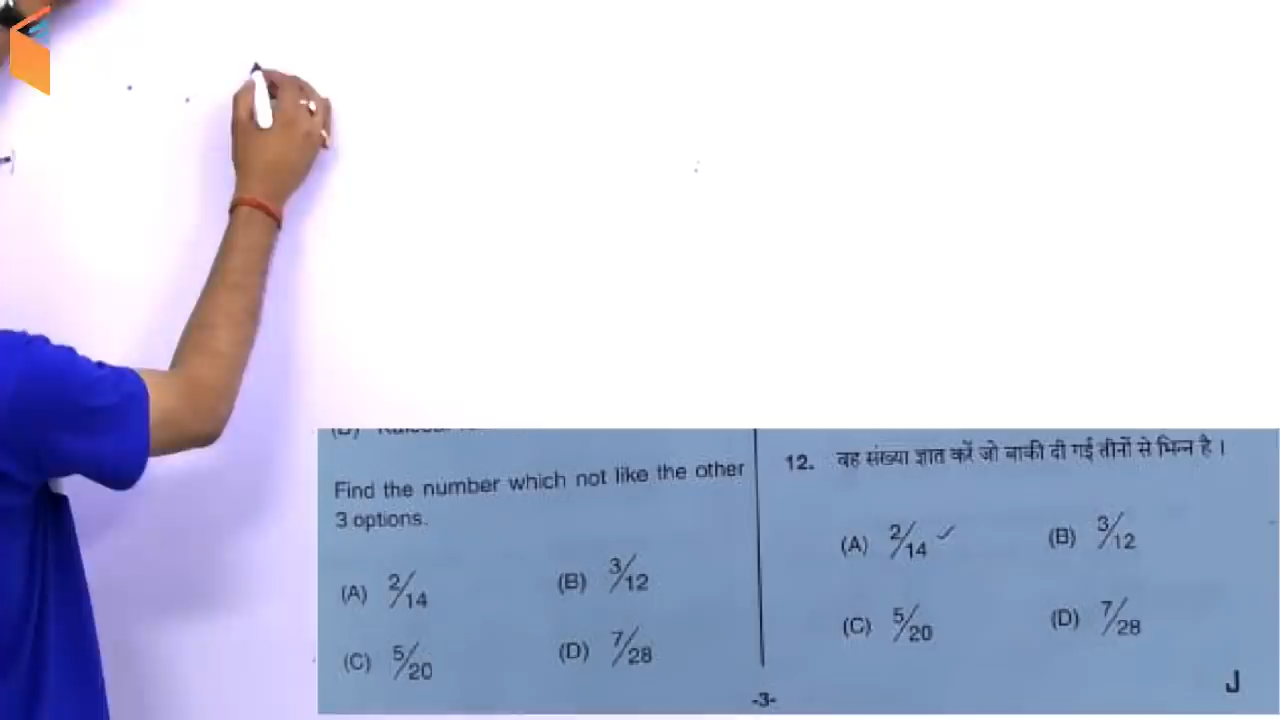 Find the number which not like the other
3 options.
(A) 2/14
(B) 3/12
(C) 5/20
(D) 7/28
12. वह संख्या ज्ञात करें जो बाकी दी गई तीनों से भिन्न है।
(A) 2/14 ✓
(B) 3/12
(C) 5/20
(D) 7/28
-3-
J